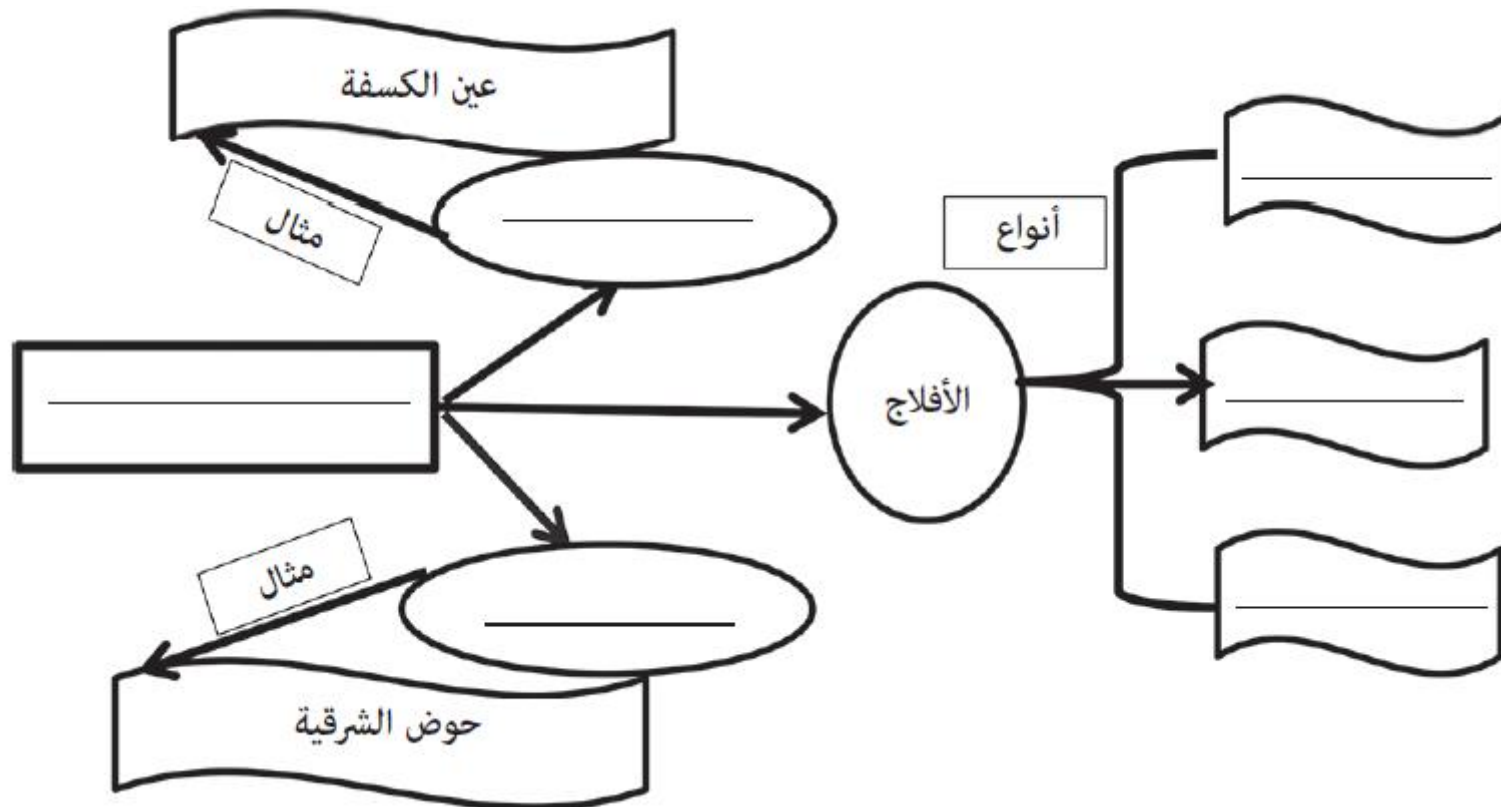 عين الكسفة
مثال
أنواع
الأفلاج
مثال
حوض الشرقية